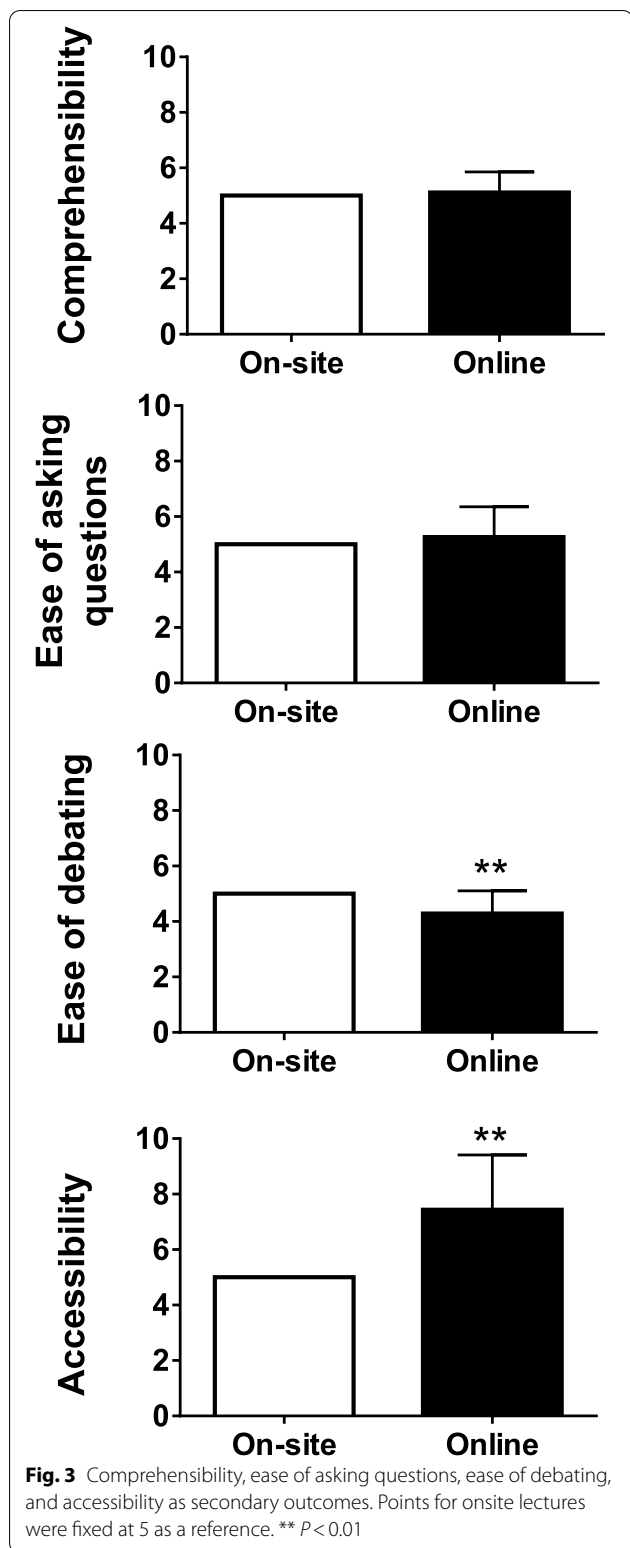 Comprehensibility
10
8
6
4
2
0
On-site Online
Ease of asking
questions
10
8
6
4
2
0
On-site Online
Ease of debating
10
8
6
4
2
0
**
On-site Online
Accessibility
10
8
6
4
2
0
**
On-site Online
Fig. 3 Comprehensibility, ease of asking questions, ease of debating,
and accessibility as secondary outcomes. Points for onsite lectures
were fixed at 5 as a reference. ** P < 0.01